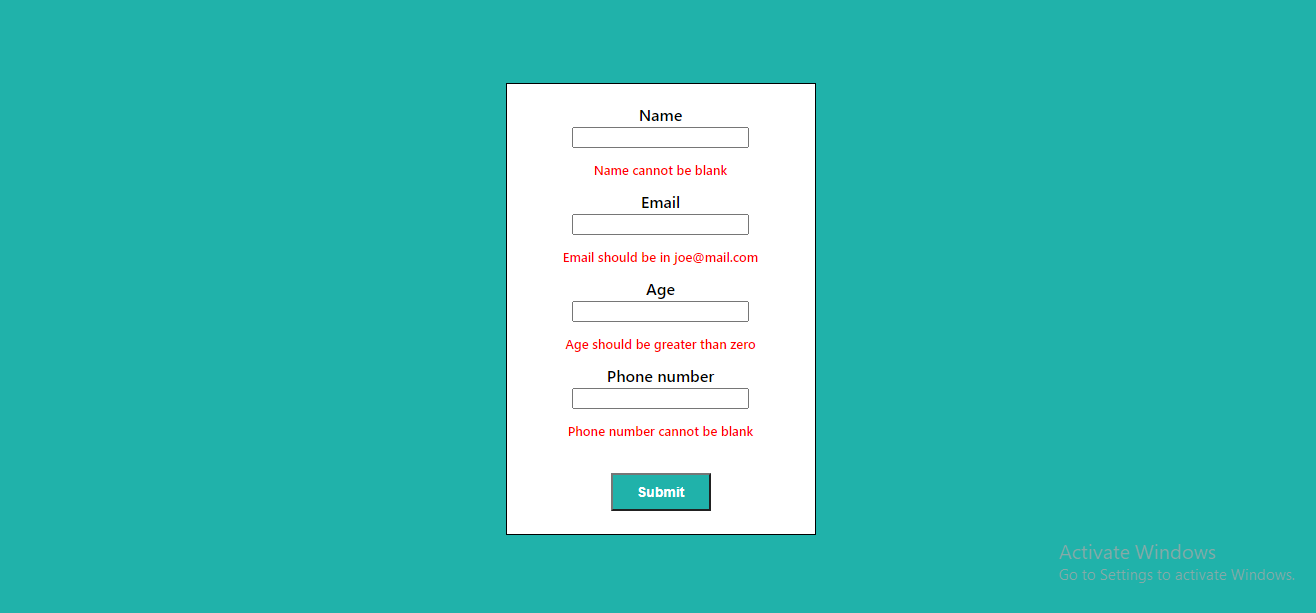 Name
Name cannot be blank
Email
Email should be in joe@mail.com
Age
Age should be greater than zero
Phone number
Phone number cannot be blank
Submit
Activate Windows
Go to Settings to activate Windows.